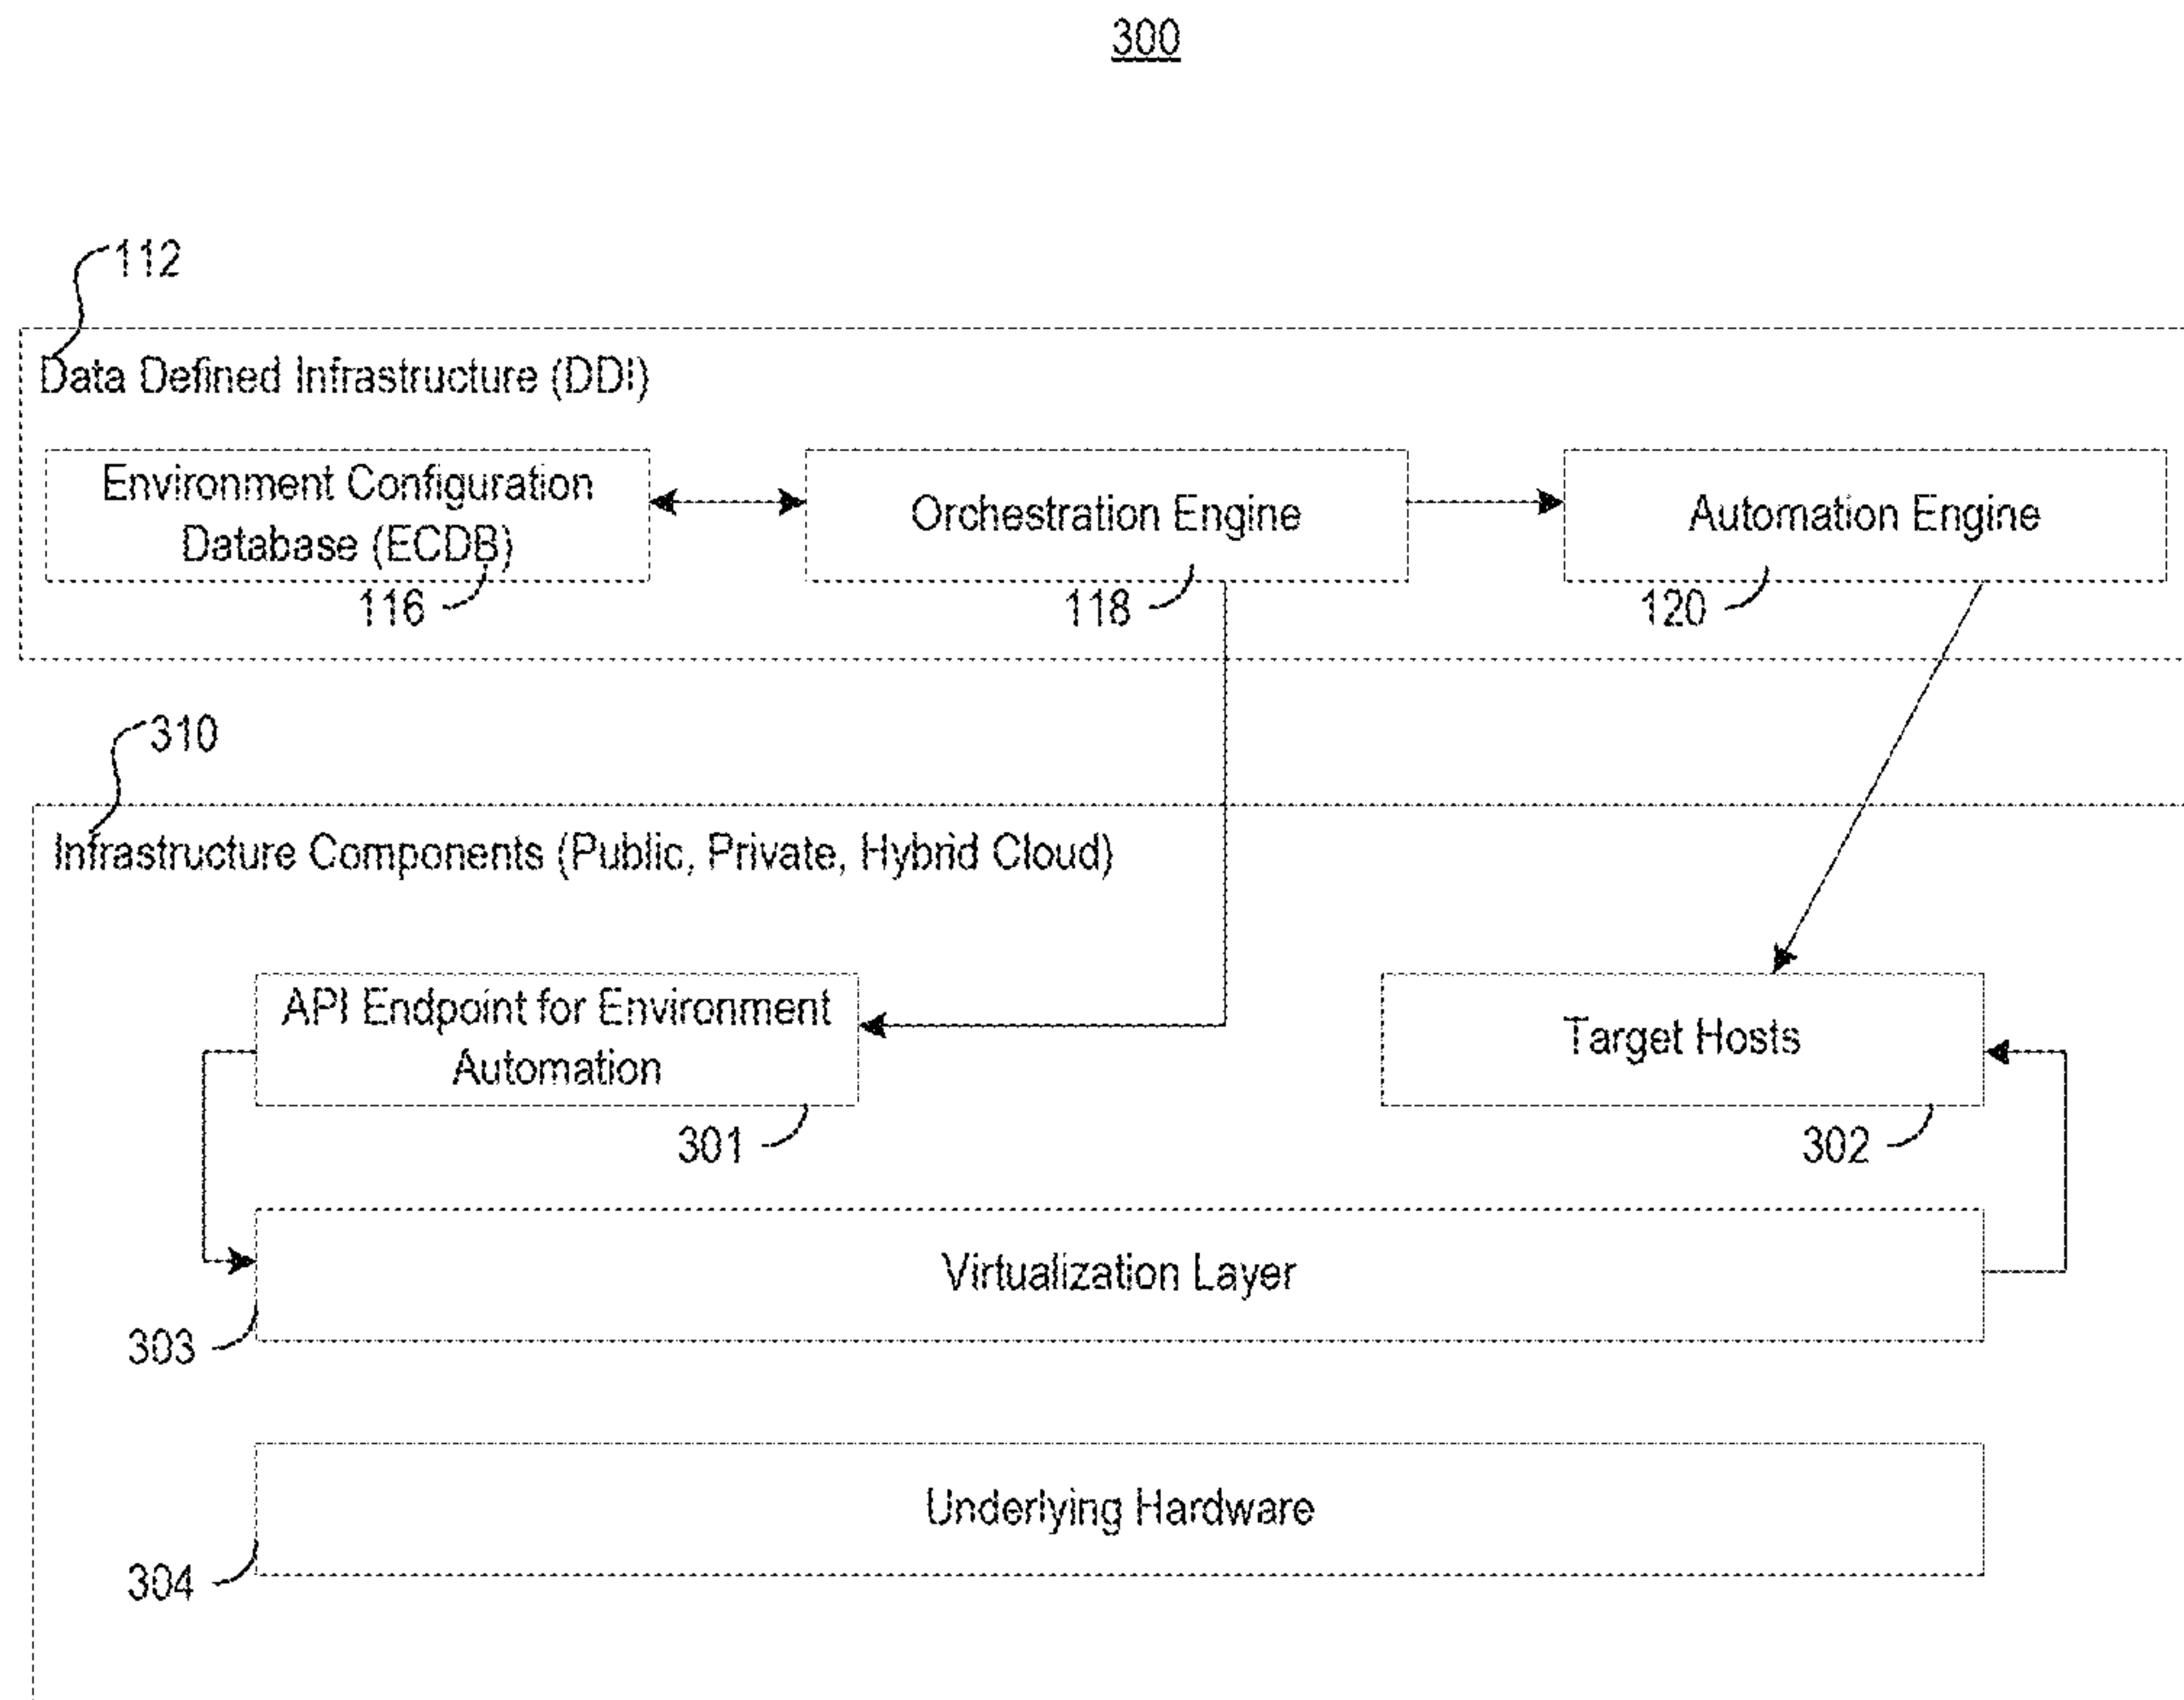 300
112
Data Defined Infrastructure (DDI)
Environment Configuration
Database (ECDB)
116
Orchestration Engine
118
Automation Engine
120
310
Infrastructure Components (Public, Private, Hybrid Cloud)
API Endpoint for Environment
Automation
301
Target Hosts
302
Virtualization Layer
303
Underlying Hardware
304